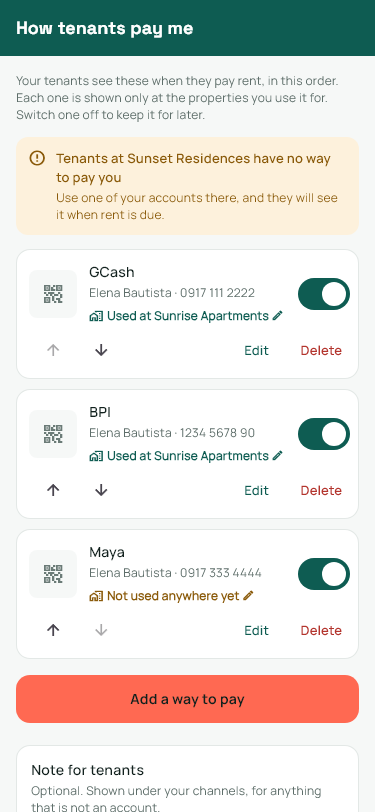 How tenants pay me
Your tenants see these when they pay rent, in this order.
Each one is shown only at the properties you use it for.
Switch one off to keep it for later.
Tenants at Sunset Residences have no way
to pay you
Use one of your accounts there, and they will see
it when rent is due.
GCash
Elena Bautista · 0917 111 2222
Used at Sunrise Apartments
Edit Delete
BPI
Elena Bautista · 1234 5678 90
Used at Sunrise Apartments
Edit Delete
Maya
Elena Bautista · 0917 333 4444
Not used anywhere yet
Edit Delete
Add a way to pay
Note for tenants
Optional. Shown under your channels, for anything
that is not an account.